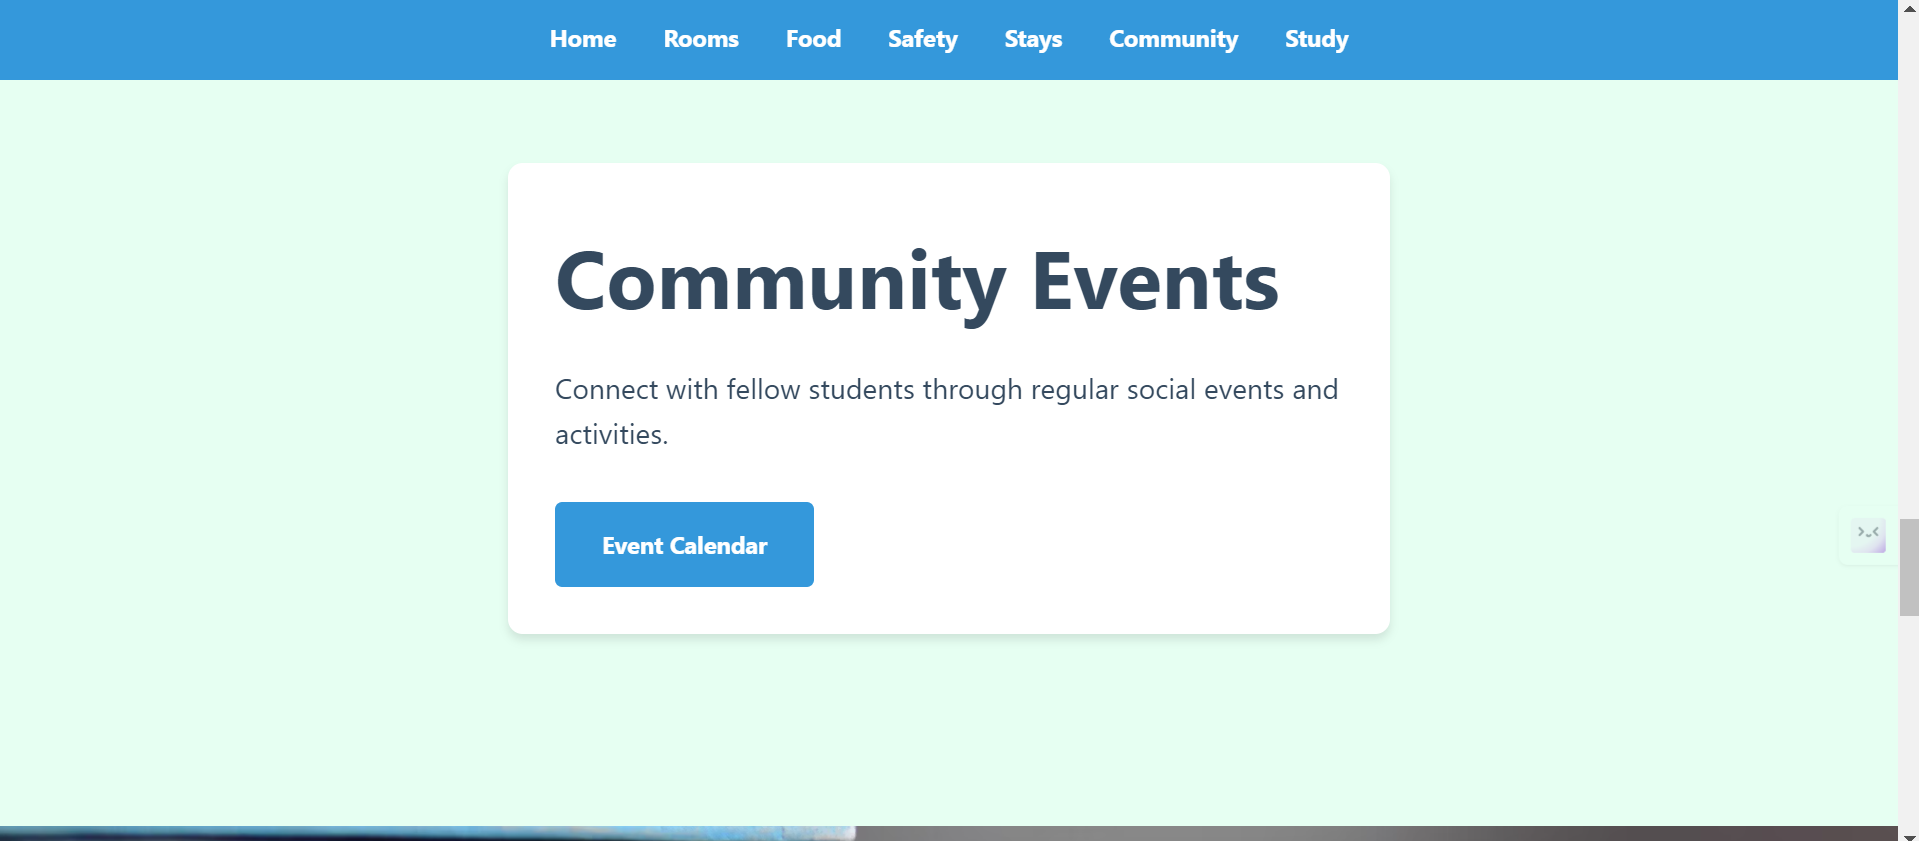 Home Rooms Food Safety Stays Community Study
Community Events
Connect with fellow students through regular social events and
activities.
Event Calendar